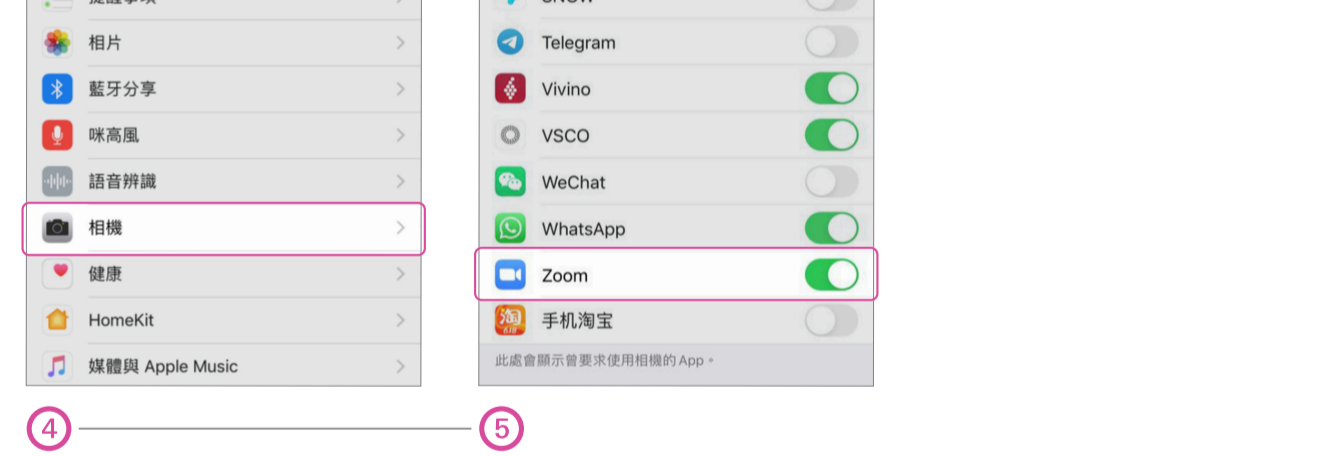 相片
藍牙分享
咪高風
語音辨識
相機
健康
HomeKit
媒體與 Apple Music
4
Telegram
Vivino
VSCO
WeChat
WhatsApp
Zoom
手机淘宝
此處會顯示曾要求使用相機的 App。
5